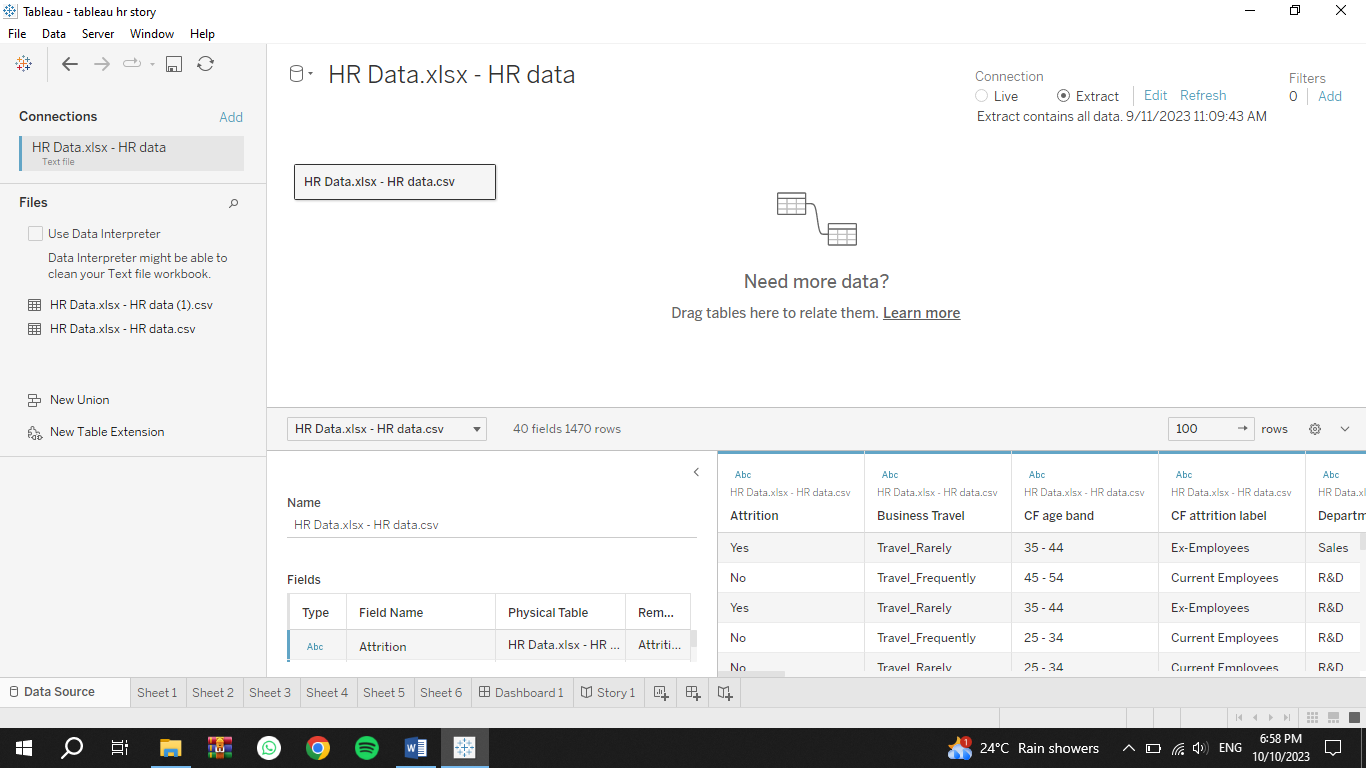 Tableau - tableau hr story
File Data Server Window Help
Connections Add
HR Data.xlsx - HR data
Text file
Files
Use Data Interpreter
Data Interpreter might be able to
clean your Text file workbook.
HR Data.xlsx - HR data (1).csv
HR Data.xlsx - HR data.csv
New Union
New Table Extension
HR Data.xlsx - HR data
Connection
Live Extract Edit Refresh
Extract contains all data. 9/11/2023 11:09:43 AM
Filters
0 Add
HR Data.xlsx - HR data.csv
Need more data?
Drag tables here to relate them. Learn more
HR Data.xlsx - HR data.csv 40 fields 1470 rows 100 rows
Name
HR Data.xlsx - HR data.csv
Fields
Type Field Name Physical Table Rem...
Abc Attrition HR Data.xlsx - HR ... Attriti...
Abc Abc Abc Abc Abc
HR Data.xlsx - HR data.csv HR Data.xlsx - HR data.csv HR Data.xlsx - HR data.csv HR Data.xlsx - HR data.csv HR Data.xl
Attrition Business Travel CF age band CF attrition label Departm
Yes Travel_Rarely 35 - 44 Ex-Employees Sales
No Travel_Frequently 45 - 54 Current Employees R&D
Yes Travel_Rarely 35 - 44 Ex-Employees R&D
No Travel_Frequently 25 - 34 Current Employees R&D
No Travel_Rarely 25 - 34 Current Employees R&D
Data Source Sheet 1 Sheet 2 Sheet 3 Sheet 4 Sheet 5 Sheet 6 Dashboard 1 Story 1
1 24°C Rain showers ENG
6:58 PM
10/10/2023